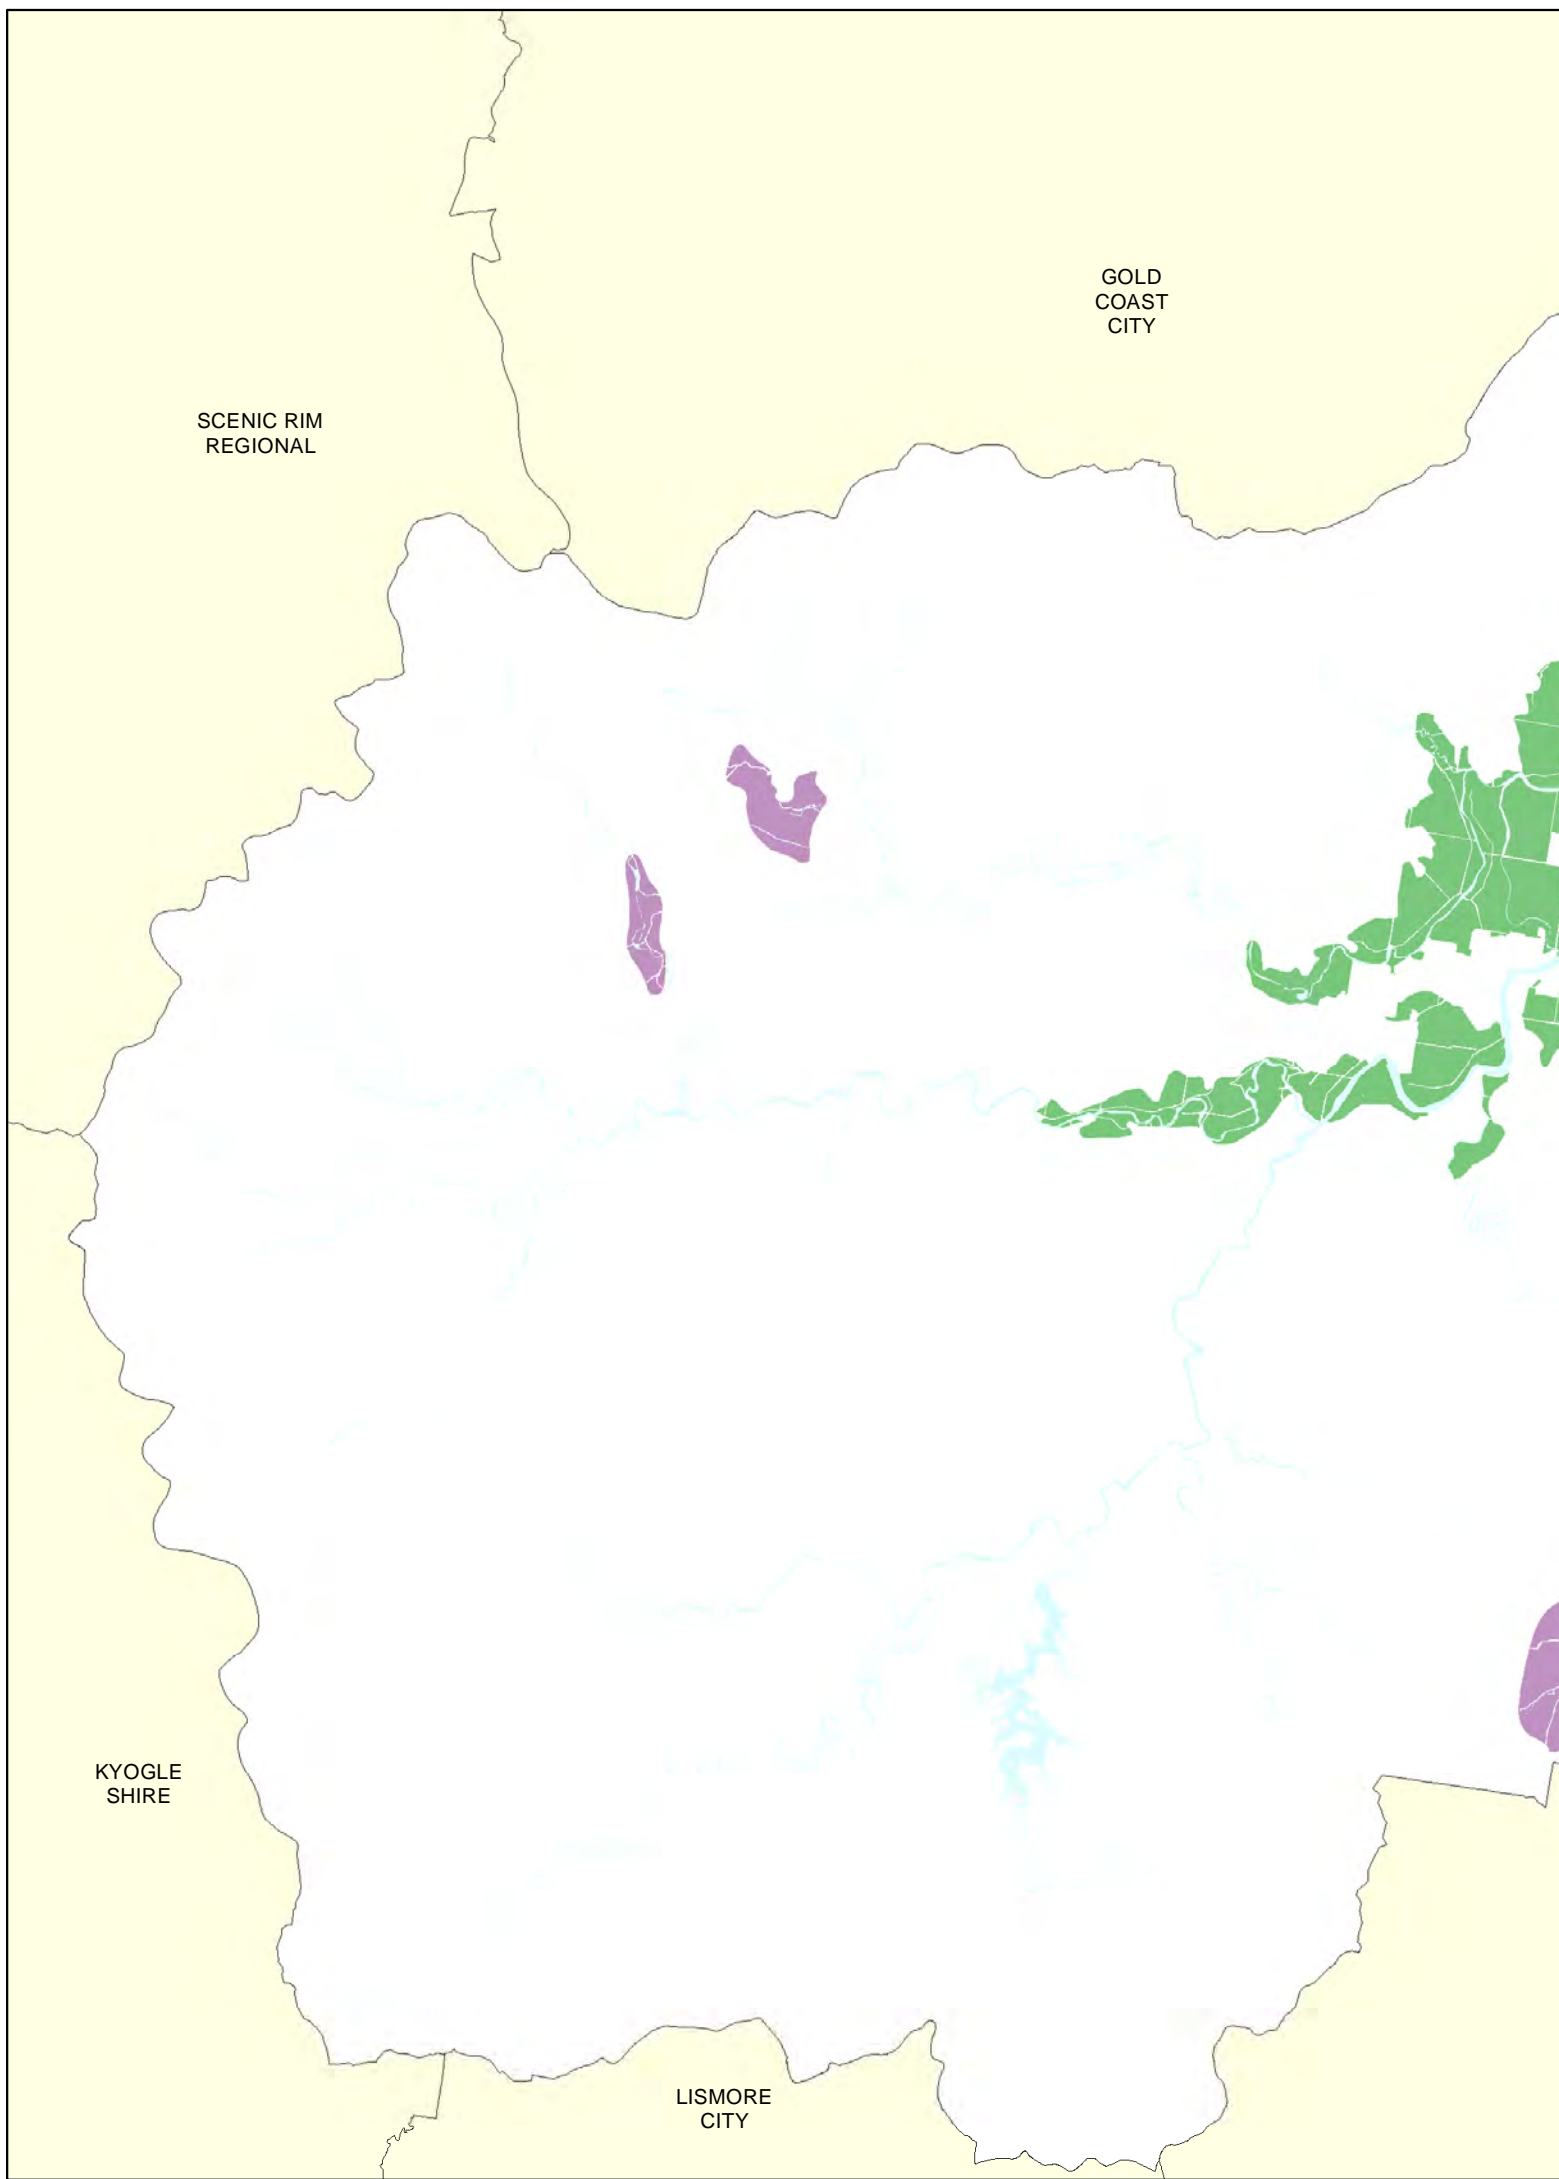 GOLD
COAST
CITY
SCENIC RIM
REGIONAL
KYOGLE
SHIRE
LISMORE
CITY